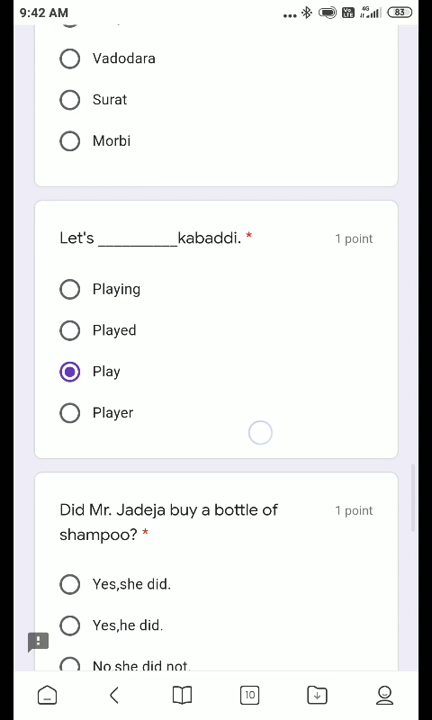 9:42 AM
4G
83
Vadodara
Surat
Morbi
Let's __________kabaddi. *
1 point
Playing
Played
Play
Player
Did Mr. Jadeja buy a bottle of
shampoo? *
1 point
Yes,she did.
Yes,he did.
No,she did not.
10